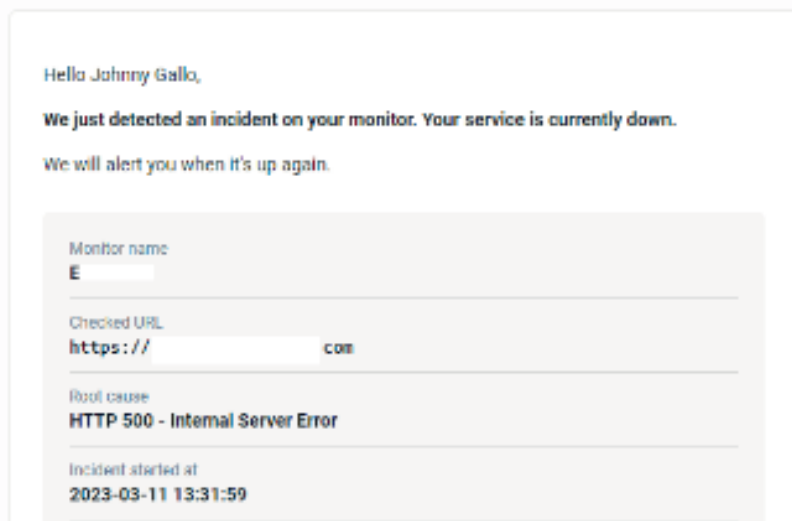 Hello Johnny Gallo,
We just detected an incident on your monitor. Your service is currently down.
We will alert you when it's up again.
Monitor name
E
Checked URL
https:// com
Root cause
HTTP 500 - Internal Server Error
Incident started at
2023-03-11 13:31:59